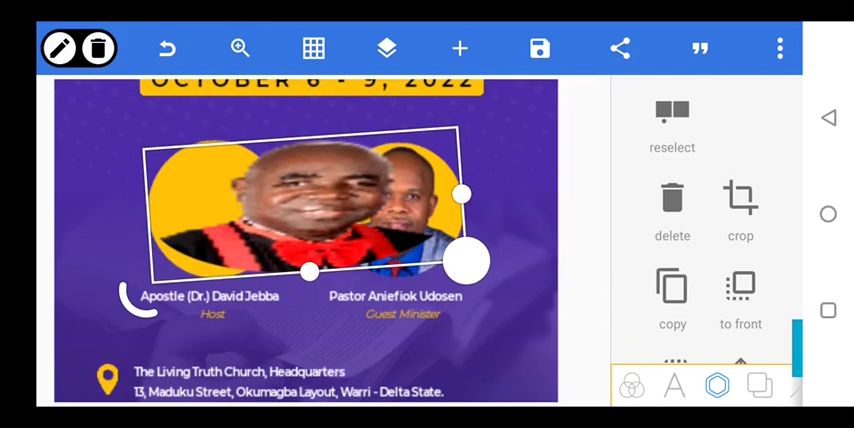 OCTOBER 6 - 9, 2022
reselect
delete
crop
Apostle (Dr.) David Jebba
Pastor Aniefiok Udosen
Host
Guest Minister
copy
to front
The Living Truth Church, Headquarters
13, Maduku Street, Okumagba Layout, Warri - Delta State.
A